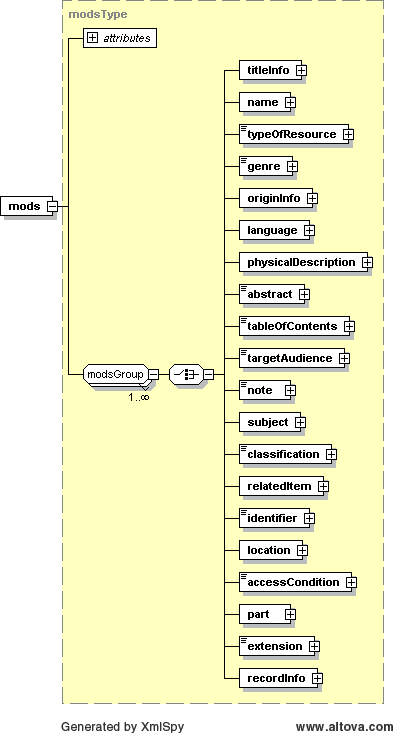 modsType
attributes
titleInfo
name
typeOfResource
genre
originInfo
mods
language
physicalDescription
abstract
tableOfContents
targetAudience
modsGroup
1..∞
note
subject
classification
relatedItem
identifier
location
accessCondition
part
extension
recordInfo
Generated by XmlSpy www.altova.com